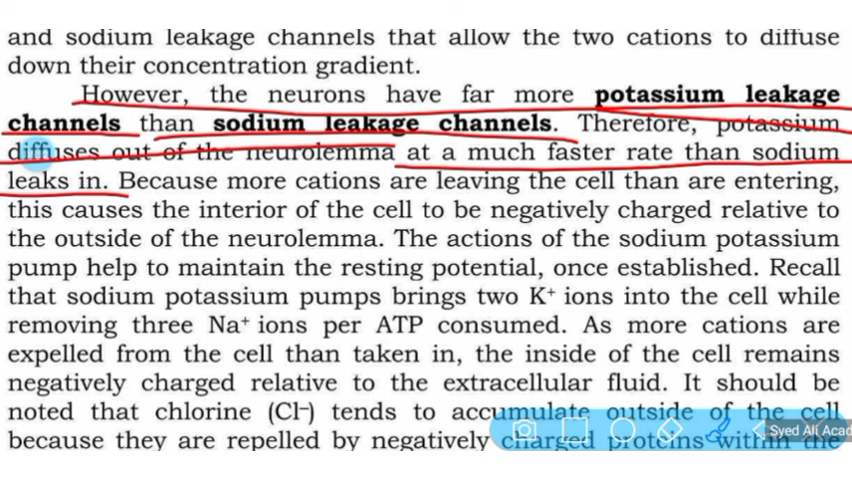 and sodium leakage channels that allow the two cations to diffuse
down their concentration gradient.
However, the neurons have far more potassium leakage
channels than sodium leakage channels. Therefore, potassium
diffuses out of the neurolemma at a much faster rate than sodium
leaks in. Because more cations are leaving the cell than are entering,
this causes the interior of the cell to be negatively charged relative to
the outside of the neurolemma. The actions of the sodium potassium
pump help to maintain the resting potential, once established. Recall
that sodium potassium pumps brings two K⁺ ions into the cell while
removing three Na⁺ ions per ATP consumed. As more cations are
expelled from the cell than taken in, the inside of the cell remains
negatively charged relative to the extracellular fluid. It should be
noted that chlorine (Cl⁻) tends to accumulate outside of the cell
because they are repelled by negatively charged proteins within the
Syed Ali Acad